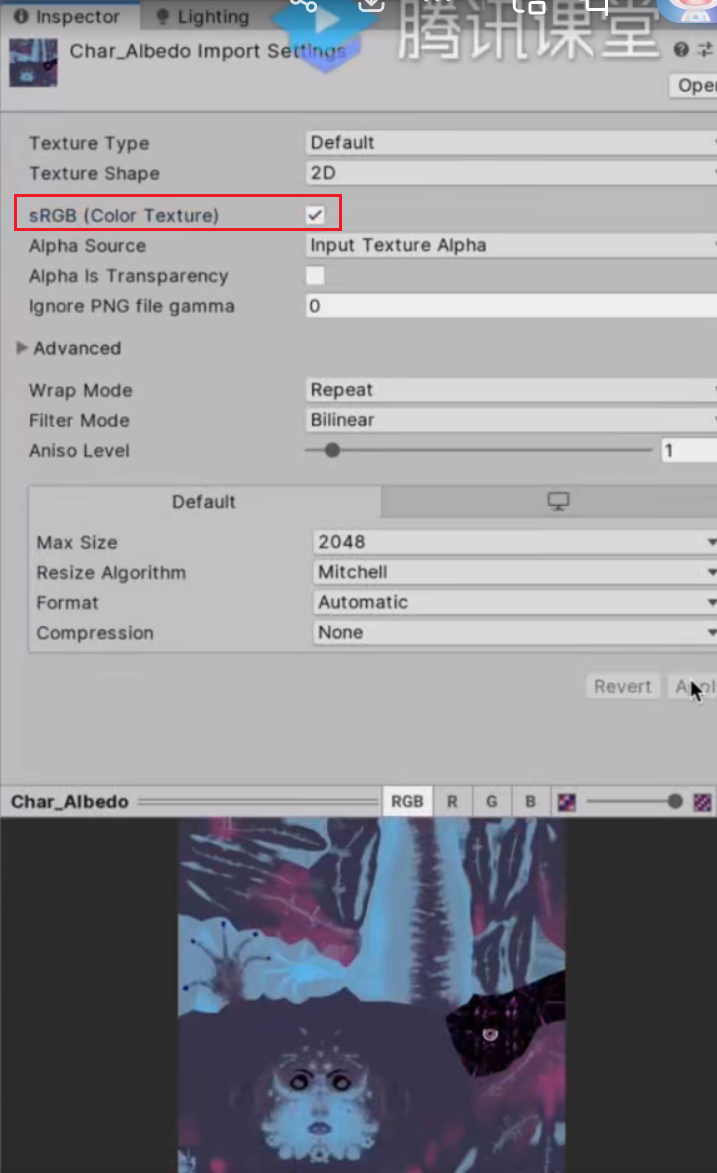 Inspector Lighting
腾讯课堂
Char_Albedo Import Settings
Texture Type Default
Texture Shape 2D
sRGB (Color Texture)
Alpha Source Input Texture Alpha
Alpha Is Transparency
Ignore PNG file gamma 0
Advanced
Wrap Mode Repeat
Filter Mode Bilinear
Aniso Level 1
Default
Max Size 2048
Resize Algorithm Mitchell
Format Automatic
Compression None
Revert
Char_Albedo RGB R G B